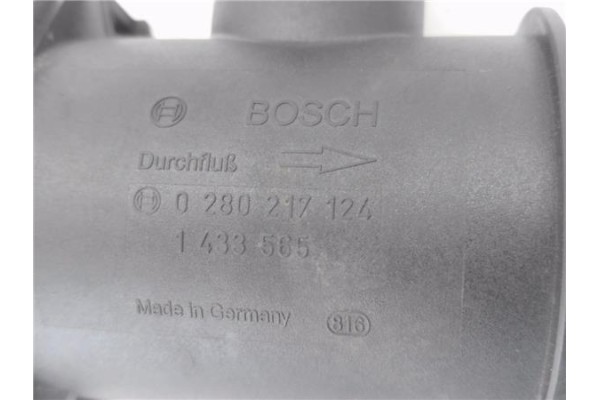 BOSCH
Durchfluß
0 280 217 124
1 433 565
Made in Germany 816